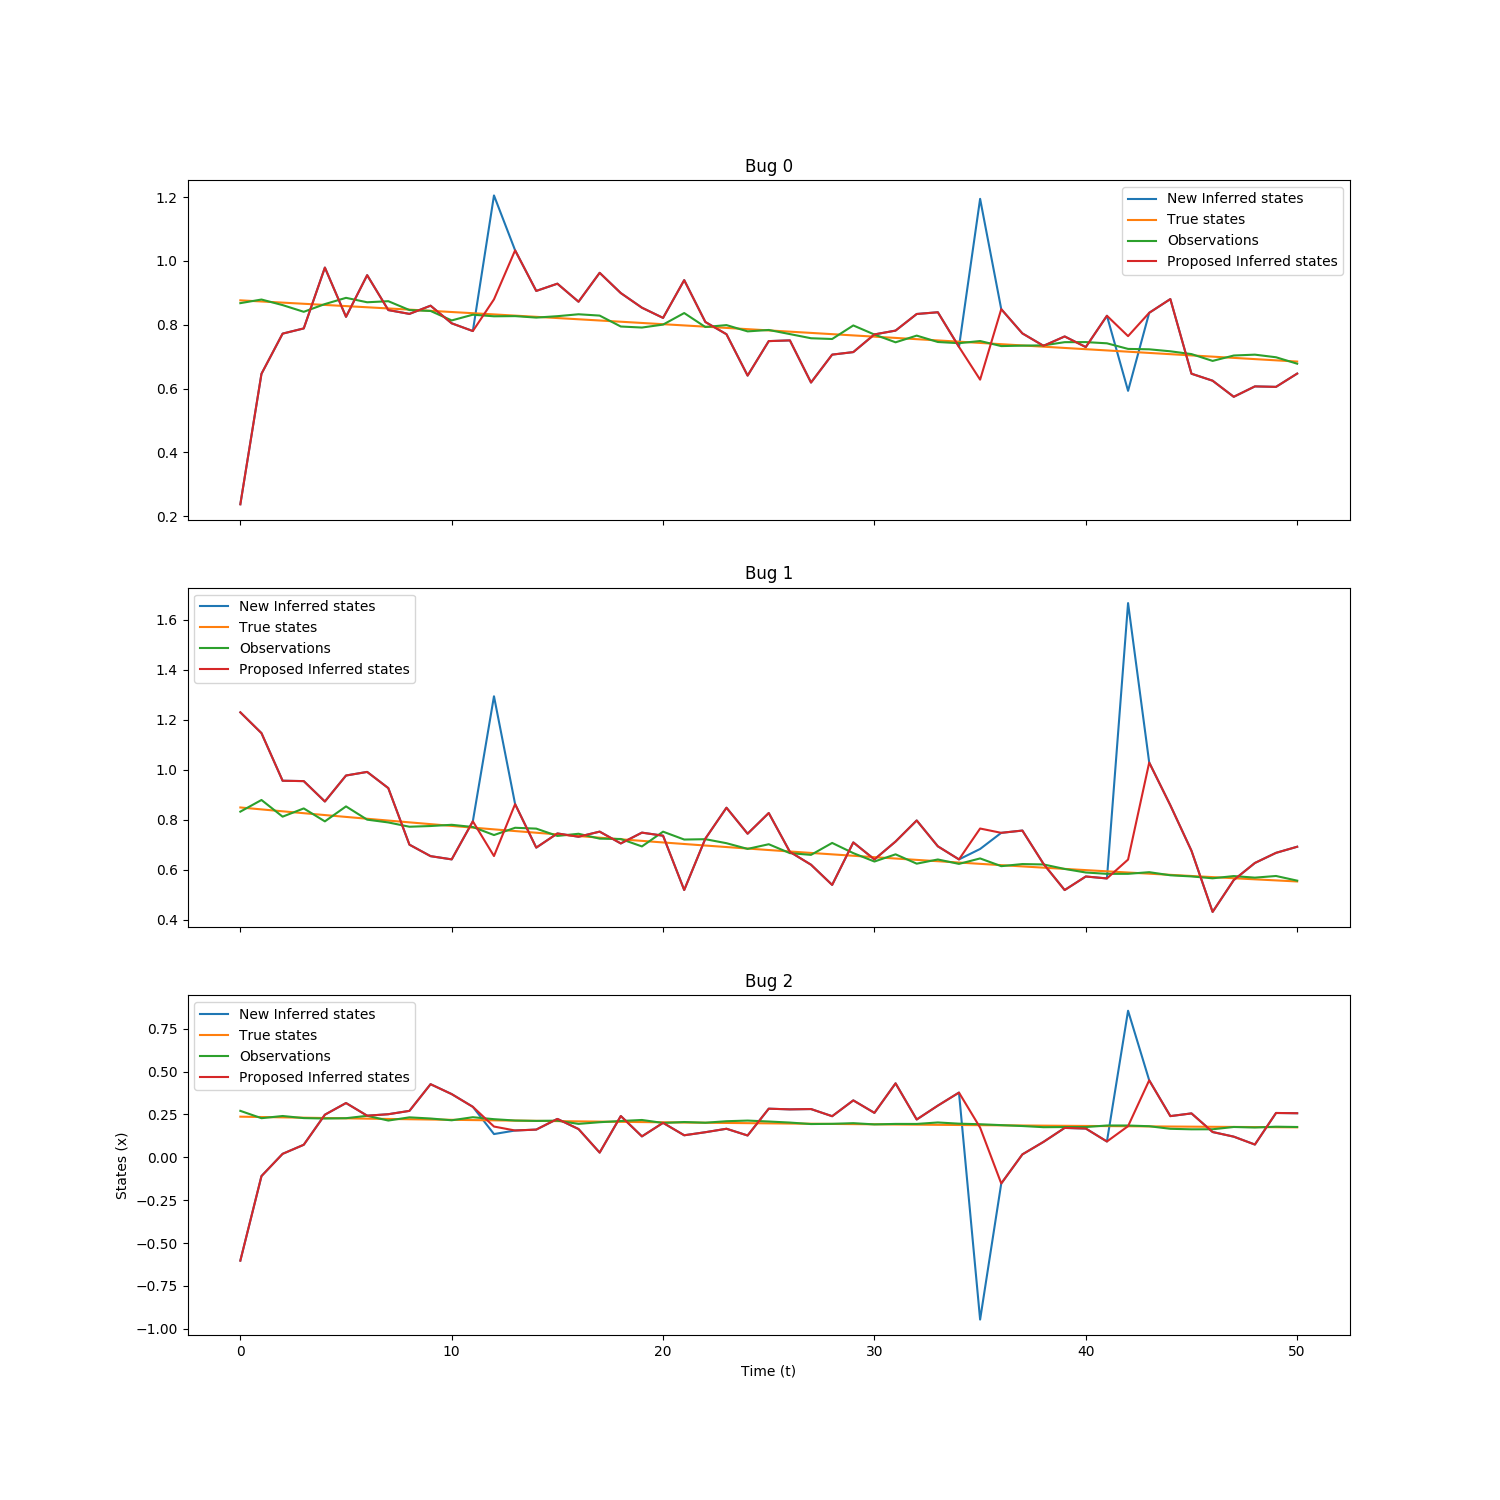 Bug 0
1.2
1.0
0.8
0.6
0.4
0.2
New Inferred states
True states
Observations
Proposed Inferred states
Bug 1
1.6
1.4
1.2
1.0
0.8
0.6
0.4
New Inferred states
True states
Observations
Proposed Inferred states
Bug 2
States (x)
0.75
0.50
0.25
0.00
−0.25
−0.50
−0.75
−1.00
New Inferred states
True states
Observations
Proposed Inferred states
0 10 20 30 40 50
Time (t)